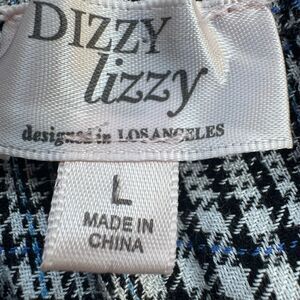 DIZZY
lizzy
designed in LOS ANGELES
L
MADE IN
CHINA